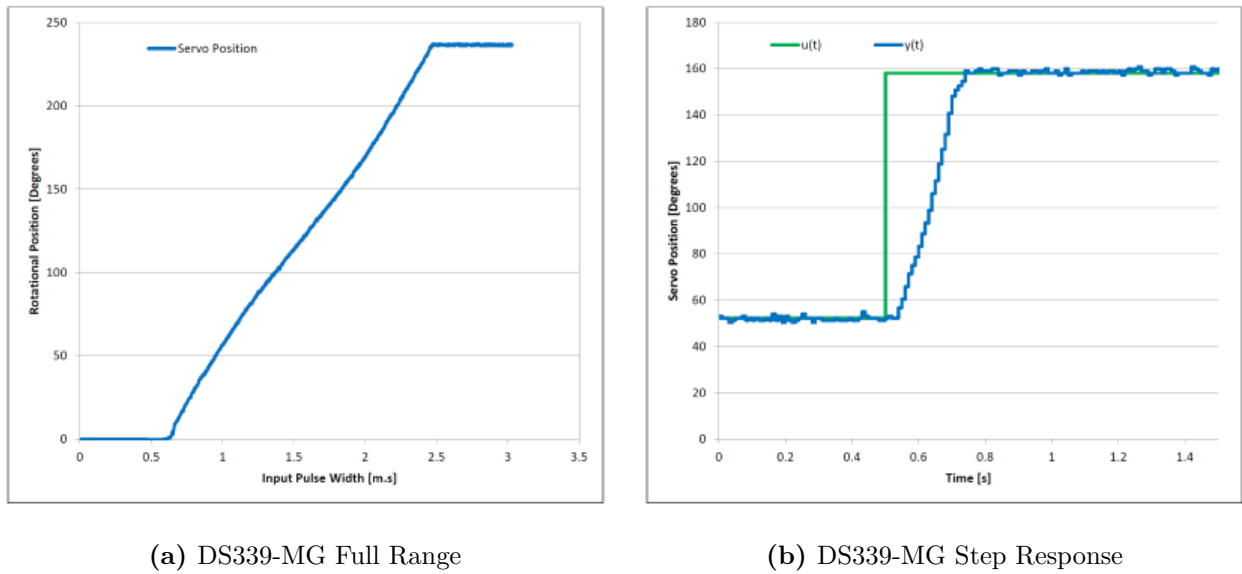 250
200
150
100
50
0
Servo Position
Rotational Position [Degrees]
0 0.5 1 1.5 2 2.5 3 3.5
Input Pulse Width [m.s]
(a) DS339-MG Full Range
180
160
140
120
100
80
60
40
20
0
u(t) y(t)
Servo Position [Degrees]
0 0.2 0.4 0.6 0.8 1 1.2 1.4
Time [s]
(b) DS339-MG Step Response